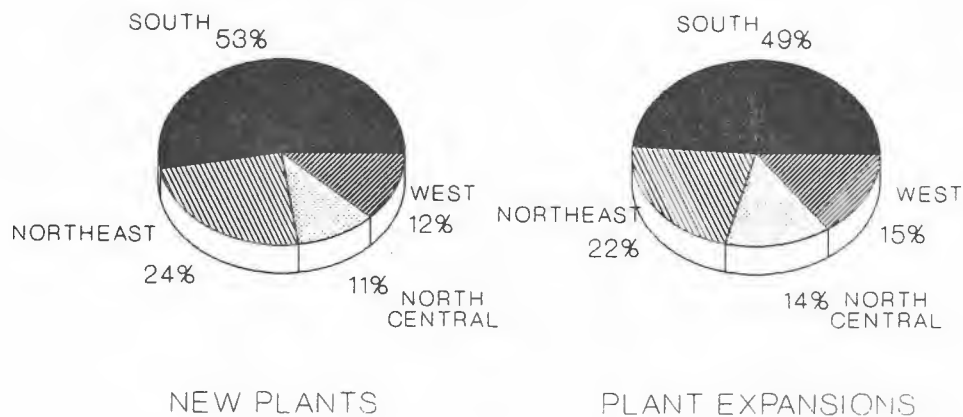 SOUTH 53%
WEST
12%
NORTHEAST
24%
11% NORTH
CENTRAL
NEW PLANTS
SOUTH 49%
WEST
15%
NORTHEAST
22%
14% NORTH
CENTRAL
PLANT EXPANSIONS